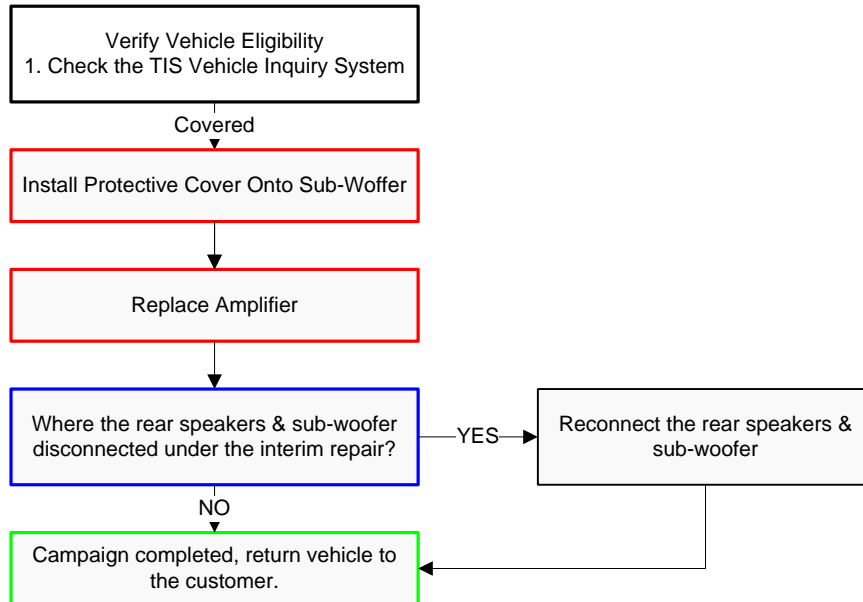 Verify Vehicle Eligibility
1. Check the TIS Vehicle Inquiry System
Covered
Install Protective Cover Onto Sub-Woffer
Replace Amplifier
Where the rear speakers & sub-woofer
disconnected under the interim repair?
YES
Reconnect the rear speakers &
sub-woofer
NO
Campaign completed, return vehicle to
the customer.